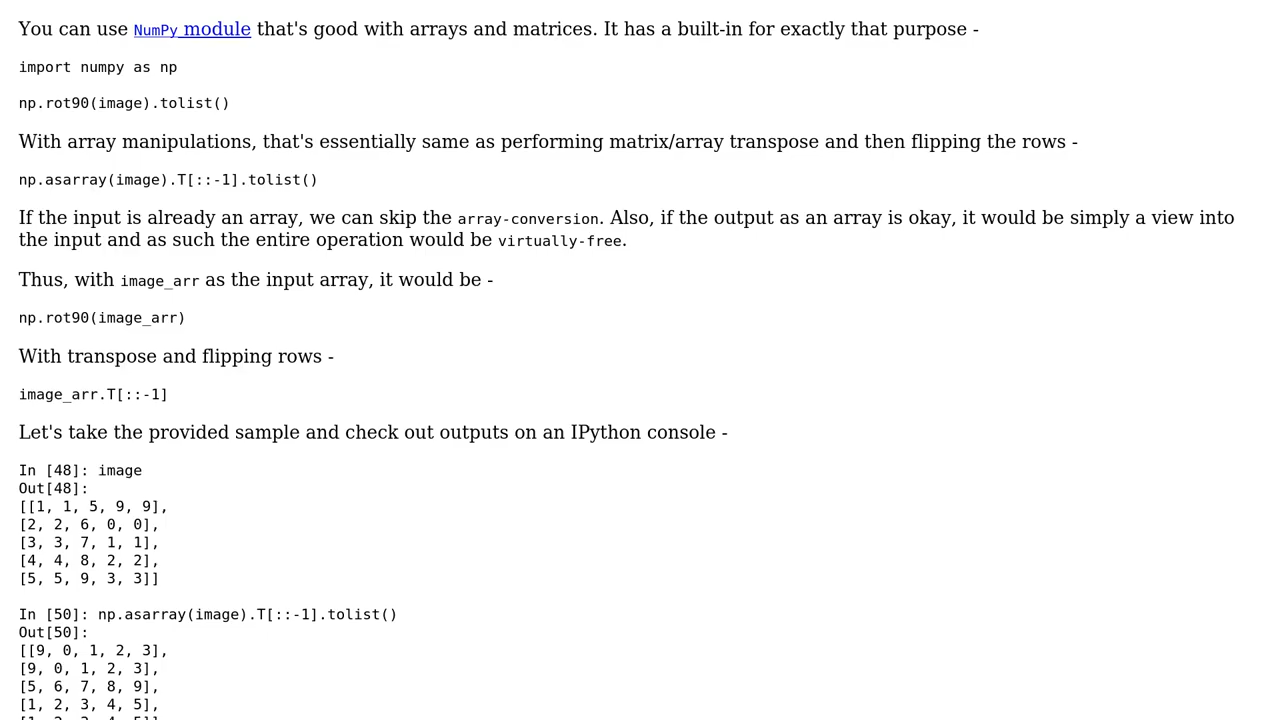 You can use NumPy module that's good with arrays and matrices. It has a built-in for exactly that purpose -
import numpy as np
np.rot90(image).tolist()
With array manipulations, that's essentially same as performing matrix/array transpose and then flipping the rows -
np.asarray(image).T[::-1].tolist()
If the input is already an array, we can skip the array-conversion. Also, if the output as an array is okay, it would be simply a view into
the input and as such the entire operation would be virtually-free.
Thus, with image_arr as the input array, it would be -
np.rot90(image_arr)
With transpose and flipping rows -
image_arr.T[::-1]
Let's take the provided sample and check out outputs on an IPython console -
In [48]: image
Out[48]:
[[1, 1, 5, 9, 9],
[2, 2, 6, 0, 0],
[3, 3, 7, 1, 1],
[4, 4, 8, 2, 2],
[5, 5, 9, 3, 3]]
In [50]: np.asarray(image).T[::-1].tolist()
Out[50]:
[[9, 0, 1, 2, 3],
[9, 0, 1, 2, 3],
[5, 6, 7, 8, 9],
[1, 2, 3, 4, 5],
[1, 2, 3, 4, 5]]